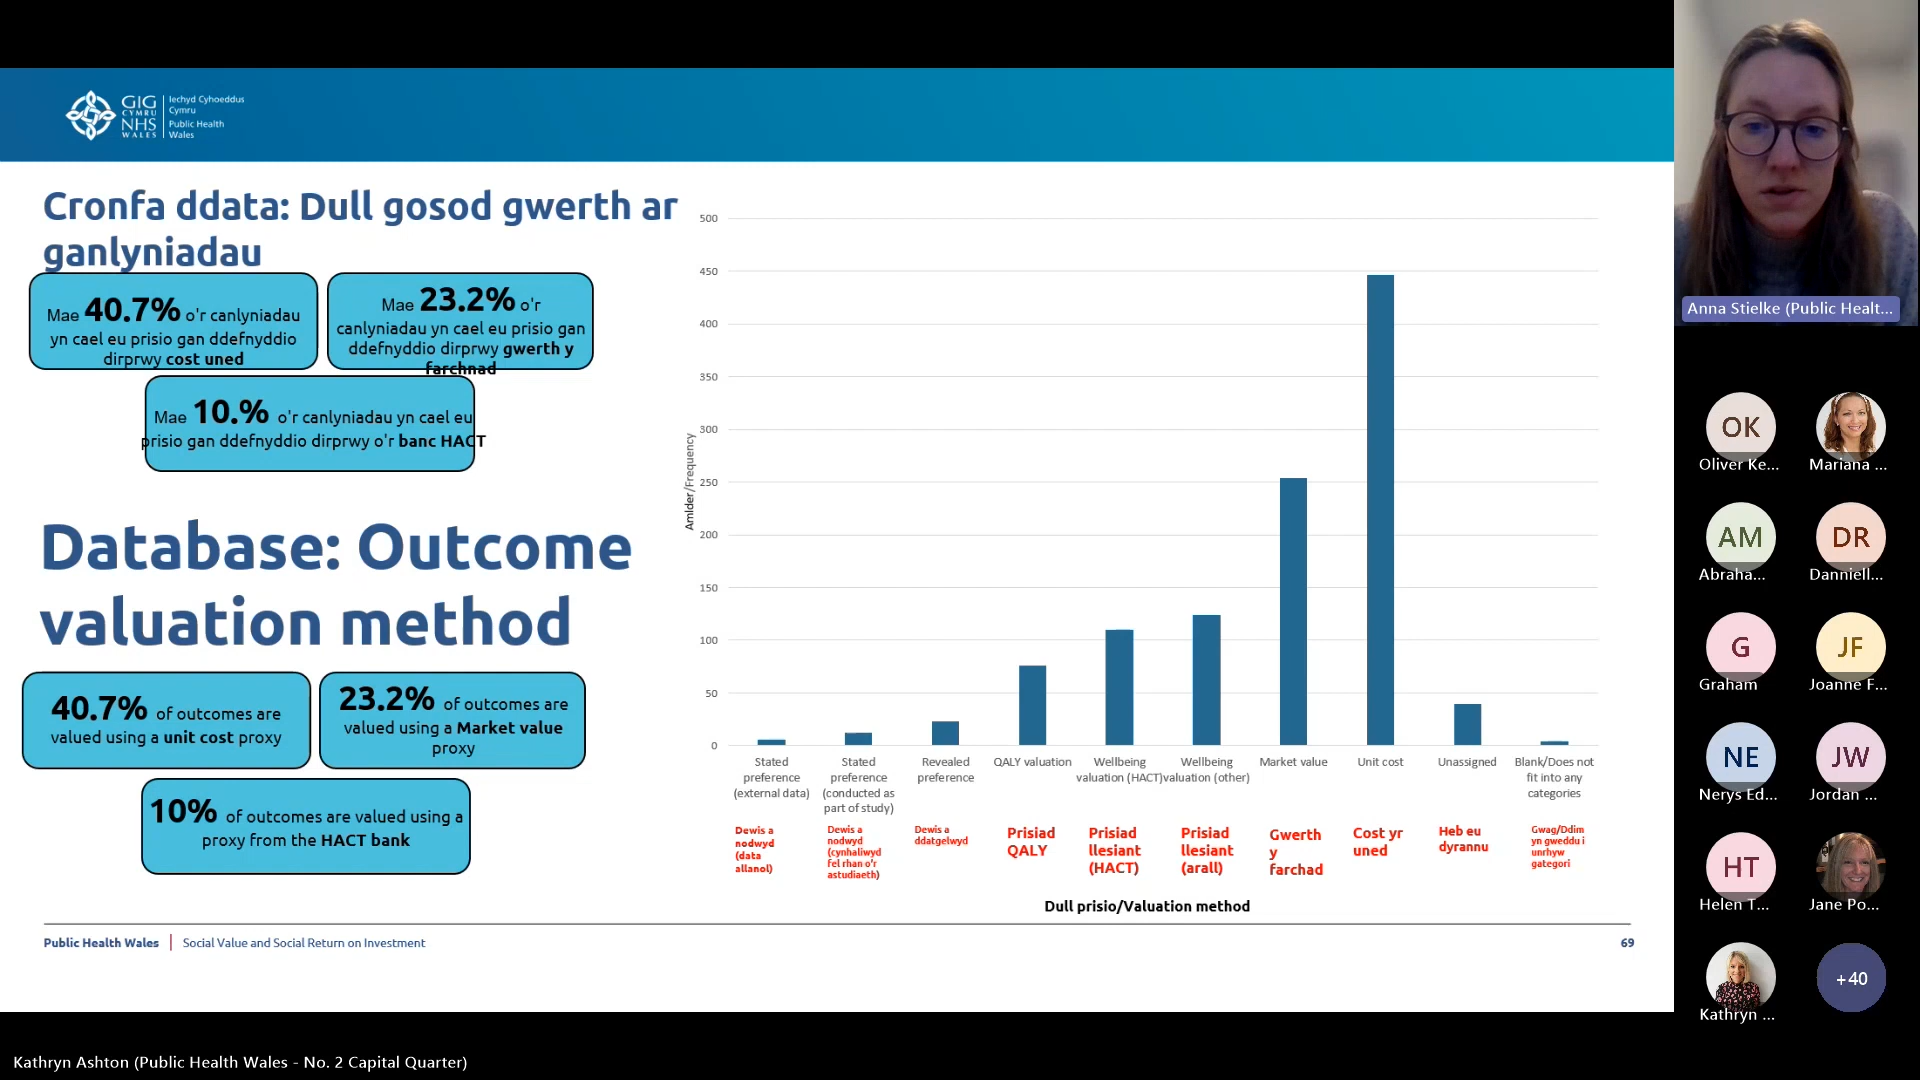 GIG
CYMRU
NHS
WALES
Iechyd Cyhoeddus
Cymru
Public Health
Wales
Cronfa ddata: Dull gosod gwerth ar
ganlyniadau
Mae 40.7% o'r canlyniadau
yn cael eu prisio gan ddefnyddio
dirprwy cost uned
Mae 23.2% o'r
canlyniadau yn cael eu prisio gan
ddefnyddio dirprwy gwerth y
farchnad
Mae 10.% o'r canlyniadau yn cael eu
prisio gan ddefnyddio dirprwy o'r banc HACT
Database: Outcome
valuation method
40.7% of outcomes are
valued using a unit cost proxy
23.2% of outcomes are
valued using a Market value
proxy
10% of outcomes are valued using a
proxy from the HACT bank
Amlder/Frequency
500
450
400
350
300
250
200
150
100
50
0
Stated
preference
(external data)
Stated
preference
(conducted as
part of study)
Revealed
preference
QALY valuation
Wellbeing
valuation (HACT)
Wellbeing
valuation (other)
Market value
Unit cost
Unassigned
Blank/Does not
fit into any
categories
Dewis a
nodwyd
(data
allanol)
Dewis a
nodwyd
(cynhaliwyd
fel rhan o'r
astudiaeth)
Dewis a
ddatgelwyd
Prisiad
QALY
Prisiad
llesiant
(HACT)
Prisiad
llesiant
(arall)
Gwerth
y
farchad
Cost yr
uned
Heb eu
dyrannu
Gwag/Ddim
yn gweddu i
unrhyw
gategori
Dull prisio/Valuation method
Public Health Wales
Social Value and Social Return on Investment
69
Anna Stielke (Public Healt...
OK
Oliver Ke...
Mariana ...
AM
Abraha...
DR
Danniell...
G
Graham
JF
Joanne F...
NE
Nerys Ed...
JW
Jordan ...
HT
Helen T...
Jane Po...
Kathryn ...
+40
Kathryn Ashton (Public Health Wales - No. 2 Capital Quarter)